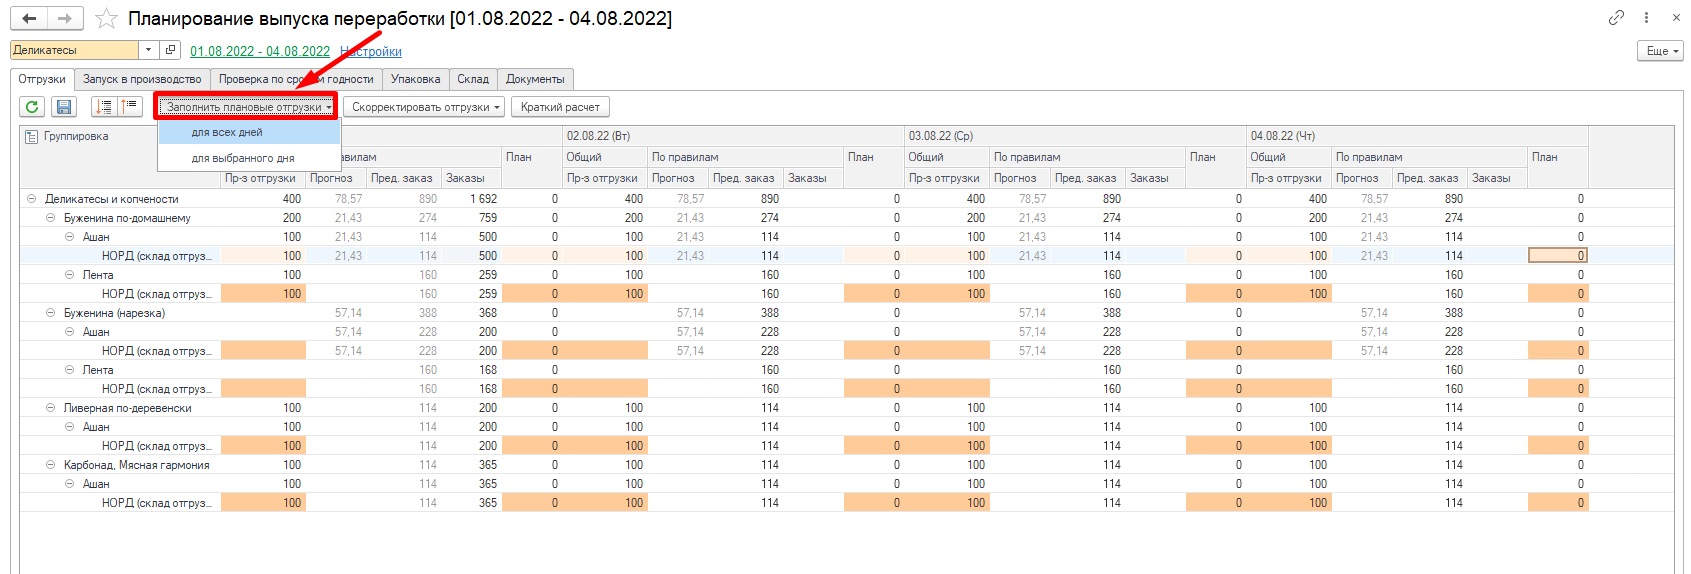 Планирование выпуска переработки [01.08.2022 - 04.08.2022]
Деликатесы 01.08.2022 - 04.08.2022 Настройки Еще
Отгрузки Запуск в производство Проверка по срокам годности Упаковка Склад Документы
Заполнить плановые отгрузки Скорректировать отгрузки Краткий расчет
для всех дней
для выбранного дня
Группировка 02.08.22 (Вт) 03.08.22 (Ср) 04.08.22 (Чт)
равилам План Общий По правилам План Общий По правилам План Общий По правилам План
Пр-з отгрузки Прогноз Пред. заказ Заказы Пр-з отгрузки Прогноз Пред. заказ Заказы Пр-з отгрузки Прогноз Пред. заказ Заказы Пр-з отгрузки Прогноз Пред. заказ Заказы
Деликатесы и копчености 400 78,57 890 1 692 0 400 78,57 890 0 400 78,57 890 0 400 78,57 890 0
Буженина по-домашнему 200 21,43 274 759 0 200 21,43 274 0 200 21,43 274 0 200 21,43 274 0
Ашан 100 21,43 114 500 0 100 21,43 114 0 100 21,43 114 0 100 21,43 114 0
НОРД (склад отгруз... 100 21,43 114 500 0 100 21,43 114 0 100 21,43 114 0 100 21,43 114 0
Лента 100 160 259 0 100 160 0 100 160 0 100 160 0
НОРД (склад отгруз... 100 160 259 0 100 160 0 100 160 0 100 160 0
Буженина (нарезка) 57,14 388 368 0 57,14 388 0 57,14 388 0 57,14 388 0
Ашан 57,14 228 200 0 57,14 228 0 57,14 228 0 57,14 228 0
НОРД (склад отгруз... 57,14 228 200 0 57,14 228 0 57,14 228 0 57,14 228 0
Лента 160 168 0 160 0 160 0 160 0
НОРД (склад отгруз... 160 168 0 160 0 160 0 160 0
Ливерная по-деревенски 100 114 200 0 100 114 0 100 114 0 100 114 0
Ашан 100 114 200 0 100 114 0 100 114 0 100 114 0
НОРД (склад отгруз... 100 114 200 0 100 114 0 100 114 0 100 114 0
Карбонад, Мясная гармония 100 114 365 0 100 114 0 100 114 0 100 114 0
Ашан 100 114 365 0 100 114 0 100 114 0 100 114 0
НОРД (склад отгруз... 100 114 365 0 100 114 0 100 114 0 100 114 0